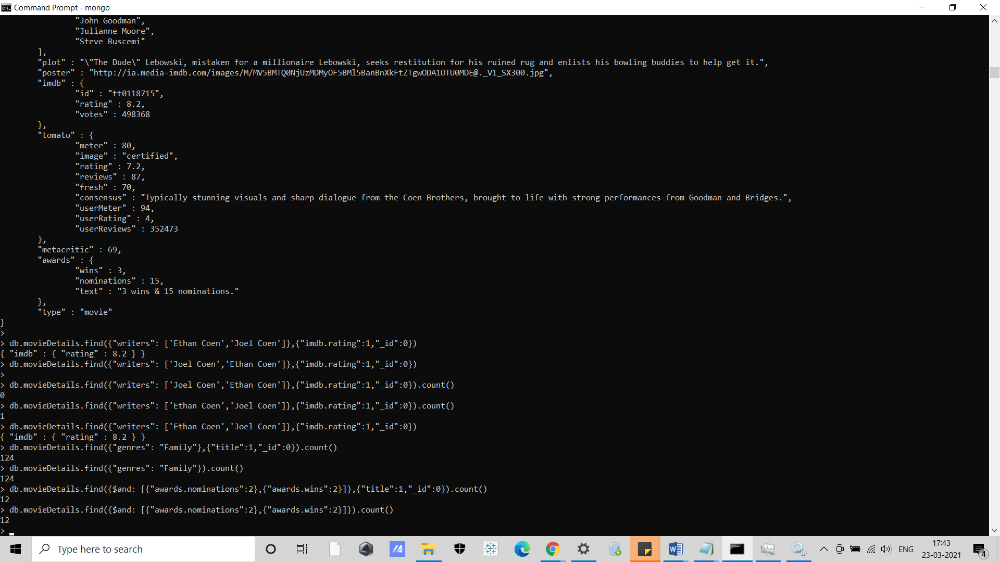 Command Prompt - mongo
"John Goodman",
"Julianne Moore",
"Steve Buscemi"
],
"plot" : "\"The Dude\" Lebowski, mistaken for a millionaire Lebowski, seeks restitution for his ruined rug and enlists his bowling buddies to help get it.",
"poster" : "http://ia.media-imdb.com/images/M/MV5BMTQ0NjUzMDMyOF5BMl5BanBnXkFtZTgwODA1OTU0MDE@._V1_SX300.jpg",
"imdb" : {
"id" : "tt0118715",
"rating" : 8.2,
"votes" : 498368
},
"tomato" : {
"meter" : 80,
"image" : "certified",
"rating" : 7.2,
"reviews" : 87,
"fresh" : 70,
"consensus" : "Typically stunning visuals and sharp dialogue from the Coen Brothers, brought to life with strong performances from Goodman and Bridges.",
"userMeter" : 94,
"userRating" : 4,
"userReviews" : 352473
},
"metacritic" : 69,
"awards" : {
"wins" : 3,
"nominations" : 15,
"text" : "3 wins & 15 nominations."
},
"type" : "movie"
}
>
> db.movieDetails.find({"writers": ['Ethan Coen','Joel Coen']},{"imdb.rating":1,"_id":0})
{ "imdb" : { "rating" : 8.2 } }
> db.movieDetails.find({"writers": ['Joel Coen','Ethan Coen']},{"imdb.rating":1,"_id":0})
>
> db.movieDetails.find({"writers": ['Joel Coen','Ethan Coen']},{"imdb.rating":1,"_id":0}).count()
0
> db.movieDetails.find({"writers": ['Ethan Coen','Joel Coen']},{"imdb.rating":1,"_id":0}).count()
1
> db.movieDetails.find({"writers": ['Ethan Coen','Joel Coen']},{"imdb.rating":1,"_id":0})
{ "imdb" : { "rating" : 8.2 } }
> db.movieDetails.find({"genres": "Family"},{"title":1,"_id":0}).count()
124
> db.movieDetails.find({"genres": "Family"}).count()
124
> db.movieDetails.find({$and: [{"awards.nominations":2},{"awards.wins":2}]},{"title":1,"_id":0}).count()
12
> db.movieDetails.find({$and: [{"awards.nominations":2},{"awards.wins":2}]}).count()
12
>
Type here to search
ENG
17:43
23-03-2021
4